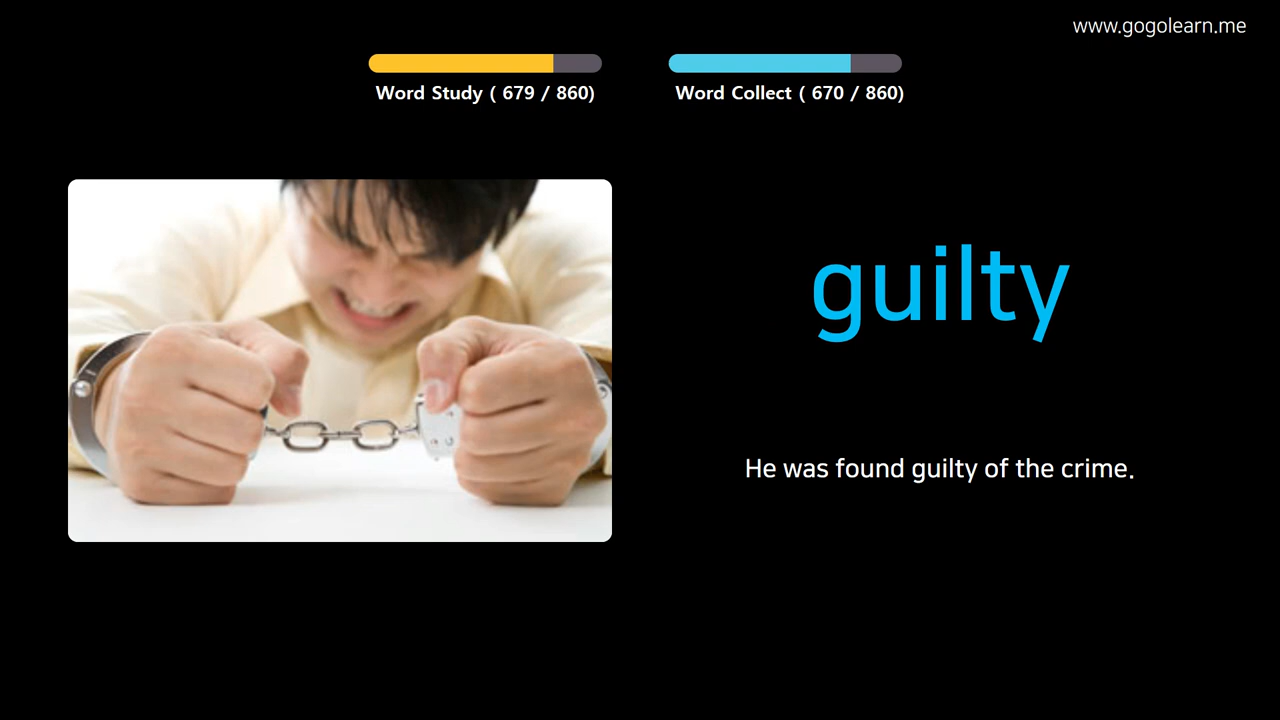 www.gogolearn.me
Word Study ( 679 / 860)
Word Collect ( 670 / 860)
guilty
He was found guilty of the crime.